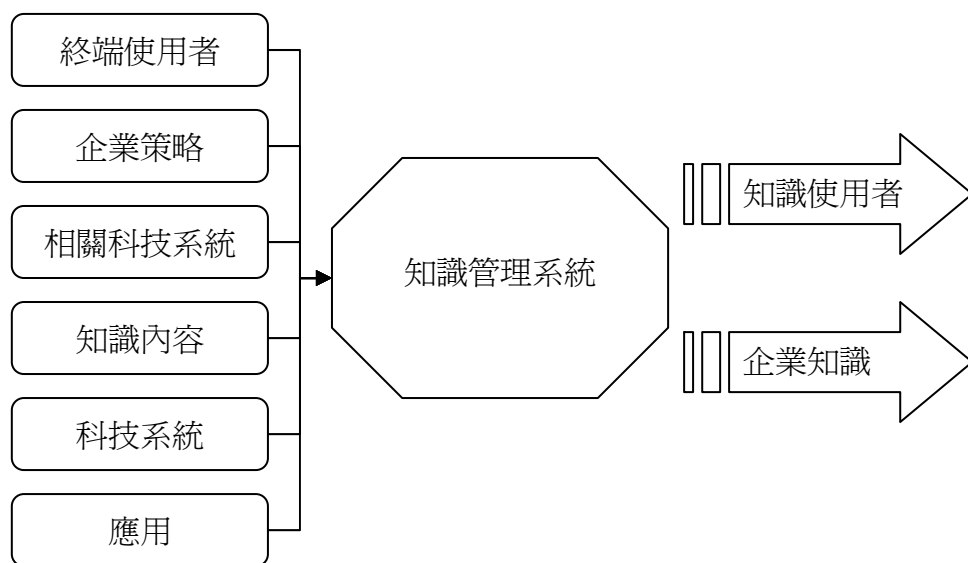 終端使用者
企業策略
相關科技系統
知識內容
科技系統
應用
知識管理系統
知識使用者
企業知識